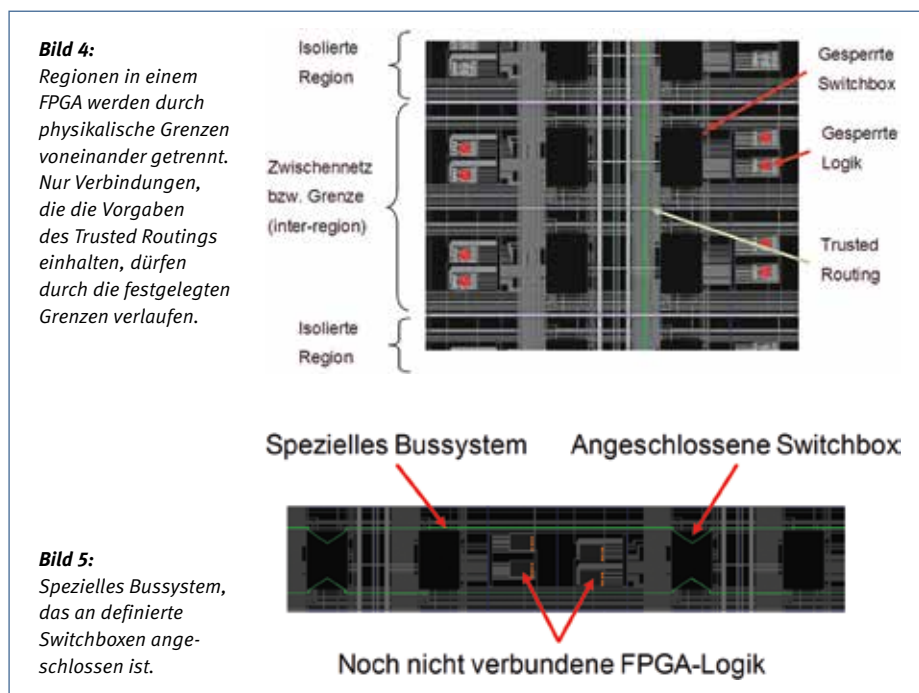 Bild 4:
Regionen in einem
FPGA werden durch
physikalische Grenzen
voneinander getrennt.
Nur Verbindungen,
die die Vorgaben
des Trusted Routings
einhalten, dürfen
durch die festgelegten
Grenzen verlaufen.
Isolierte
Region
Zwischennetz
bzw. Grenze
(inter-region)
Isolierte
Region
Gesperrte
Switchbox
Gesperrte
Logik
Trusted
Routing
Spezielles Bussystem
Angeschlossene Switchbox
Bild 5:
Spezielles Bussystem,
das an definierte
Switchboxen ange-
schlossen ist.
Noch nicht verbundene FPGA-Logik